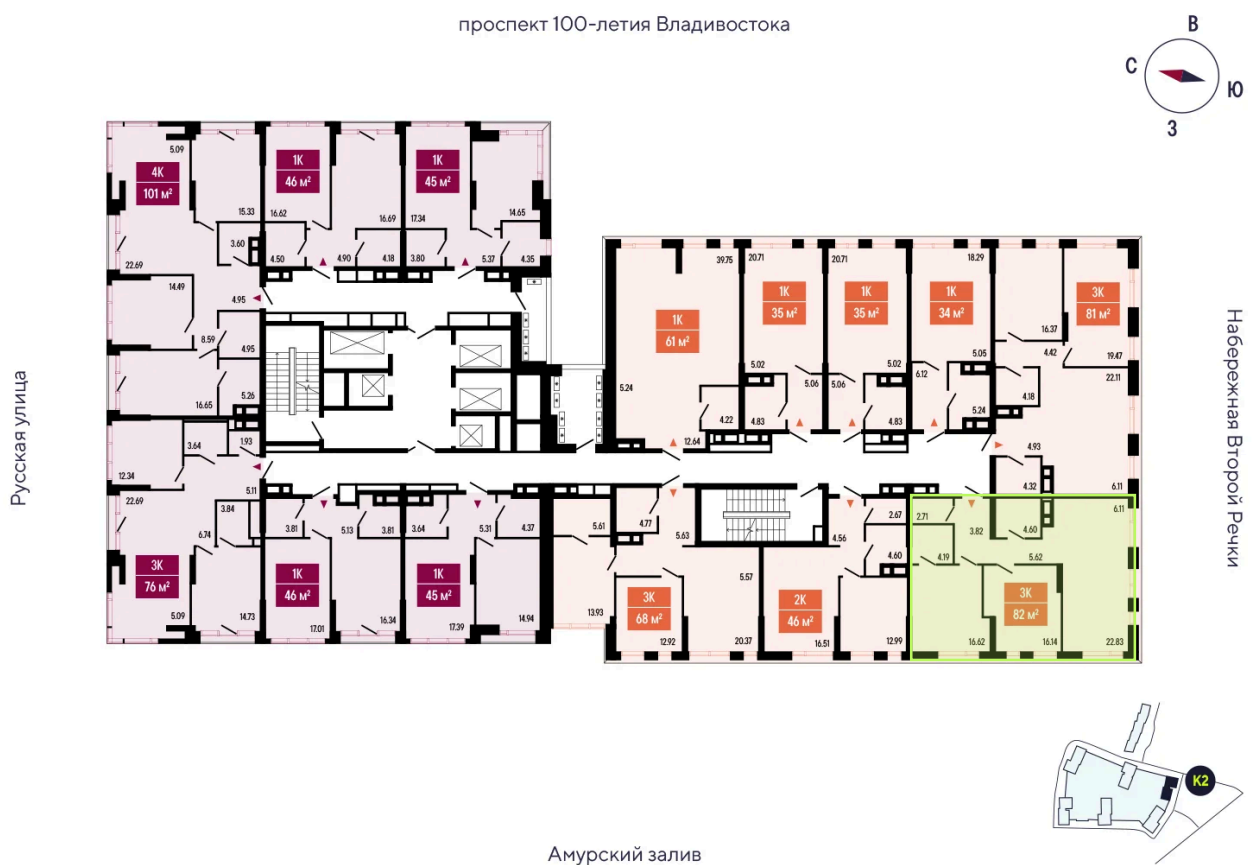 проспект 100-летия Владивостока
В
С
Ю
З
Русская улица
Набережная Второй Речки
4К
101 м²
5.09
15.33
3.60
22.69
14.49
4.95
8.59
4.95
16.65
5.26
1К
46 м²
16.62
16.69
4.50
4.90
4.18
1К
45 м²
17.34
14.65
3.80
5.37
4.35
3.64
1.93
12.34
22.69
5.11
3.84
6.74
3К
76 м²
5.09
14.73
3.81
5.13
3.81
1К
46 м²
17.01
16.34
3.64
5.31
4.37
1К
45 м²
17.39
14.94
39.75
1К
61 м²
5.24
4.22
12.64
20.71
1К
35 м²
5.02
5.06
4.83
20.71
1К
35 м²
5.02
5.06
4.83
18.29
1К
34 м²
5.05
6.12
5.24
3К
81 м²
16.37
4.42
19.47
22.11
4.18
4.93
4.32
6.11
5.61
4.77
5.63
5.57
3К
68 м²
13.93
12.92
20.37
2.67
4.56
4.60
2К
46 м²
16.51
12.99
2.71
3.82
4.60
6.11
4.19
5.62
3К
82 м²
16.62
16.14
22.83
К2
Амурский залив